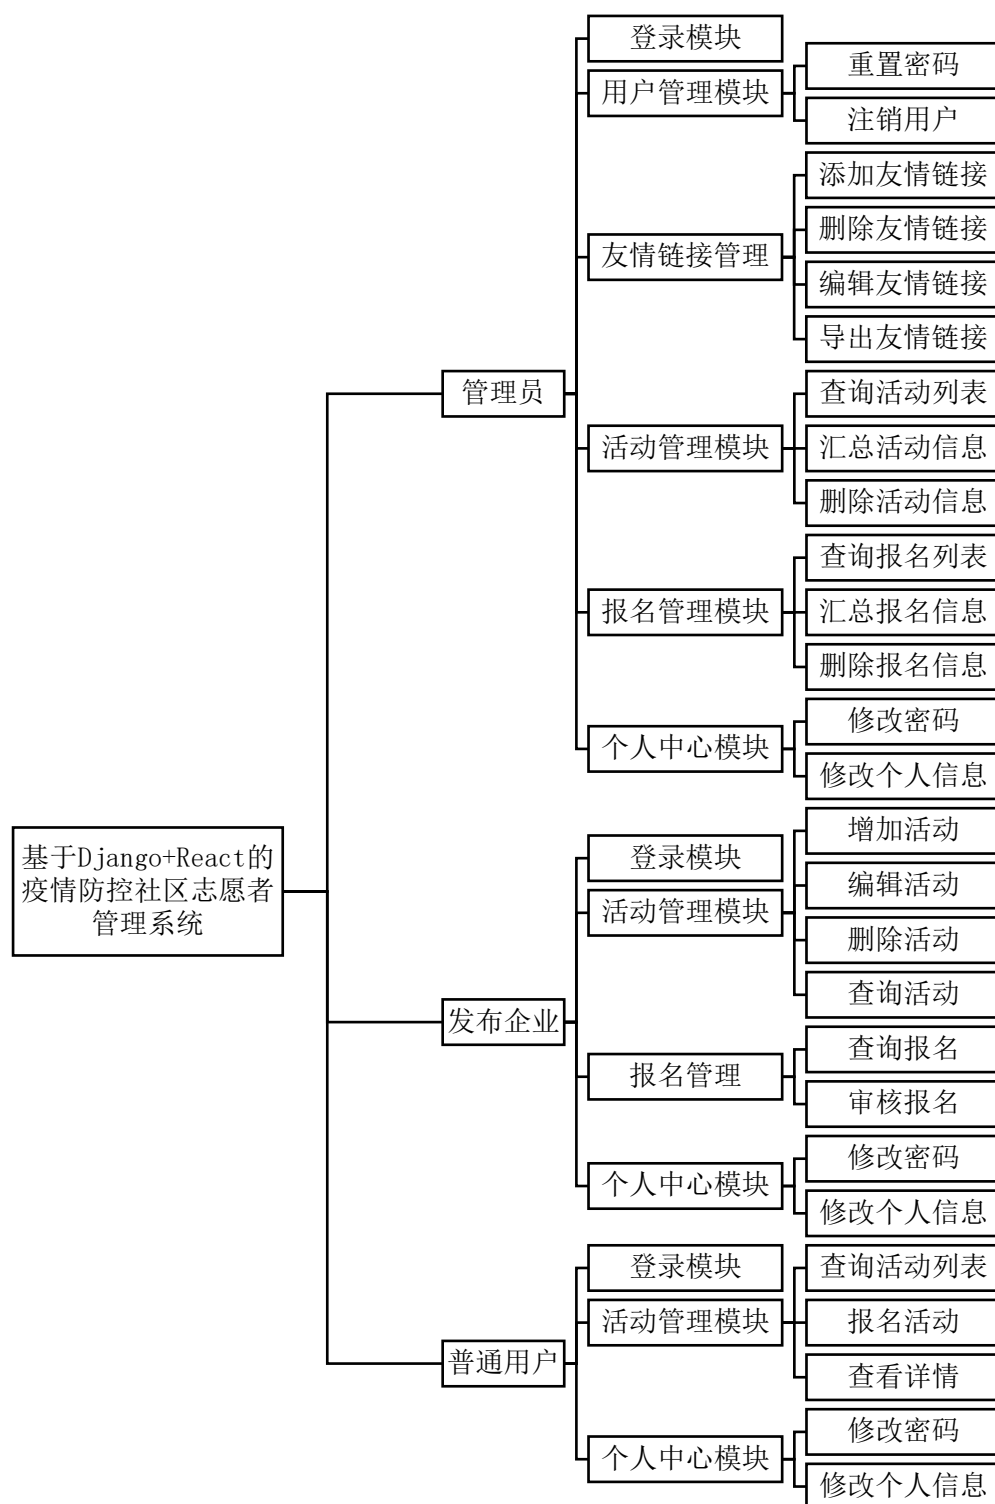 基于Django+React的
疫情防控社区志愿者
管理系统
管理员
登录模块
用户管理模块
重置密码
注销用户
友情链接管理
添加友情链接
删除友情链接
编辑友情链接
导出友情链接
活动管理模块
查询活动列表
汇总活动信息
删除活动信息
报名管理模块
查询报名列表
汇总报名信息
删除报名信息
个人中心模块
修改密码
修改个人信息
发布企业
登录模块
活动管理模块
增加活动
编辑活动
删除活动
查询活动
报名管理
查询报名
审核报名
个人中心模块
修改密码
修改个人信息
普通用户
登录模块
活动管理模块
查询活动列表
报名活动
查看详情
个人中心模块
修改密码
修改个人信息